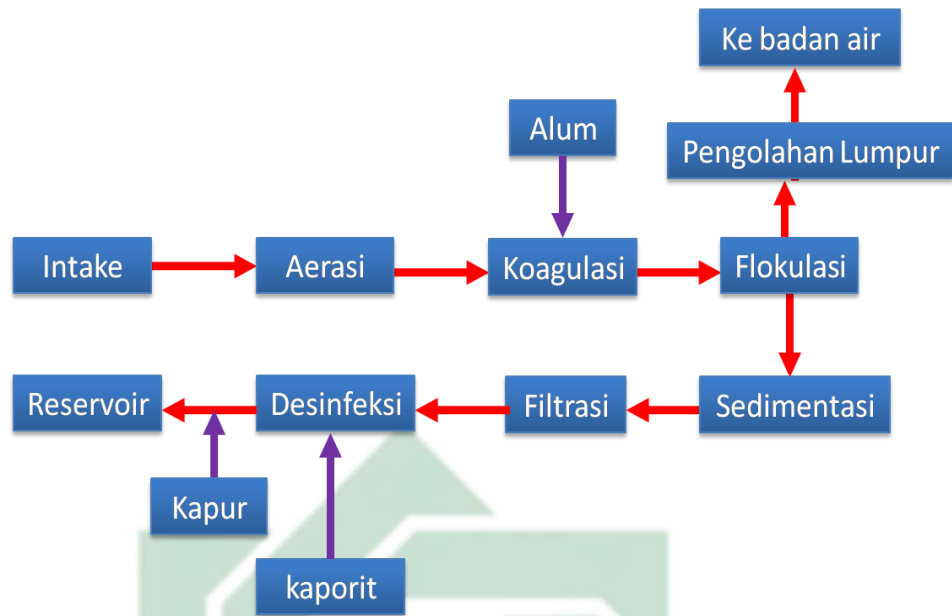 Ke badan air
Alum
Pengolahan Lumpur
Intake
Aerasi
Koagulasi
Flokulasi
Reservoir
Desinfeksi
Filtrasi
Sedimentasi
Kapur
kaporit